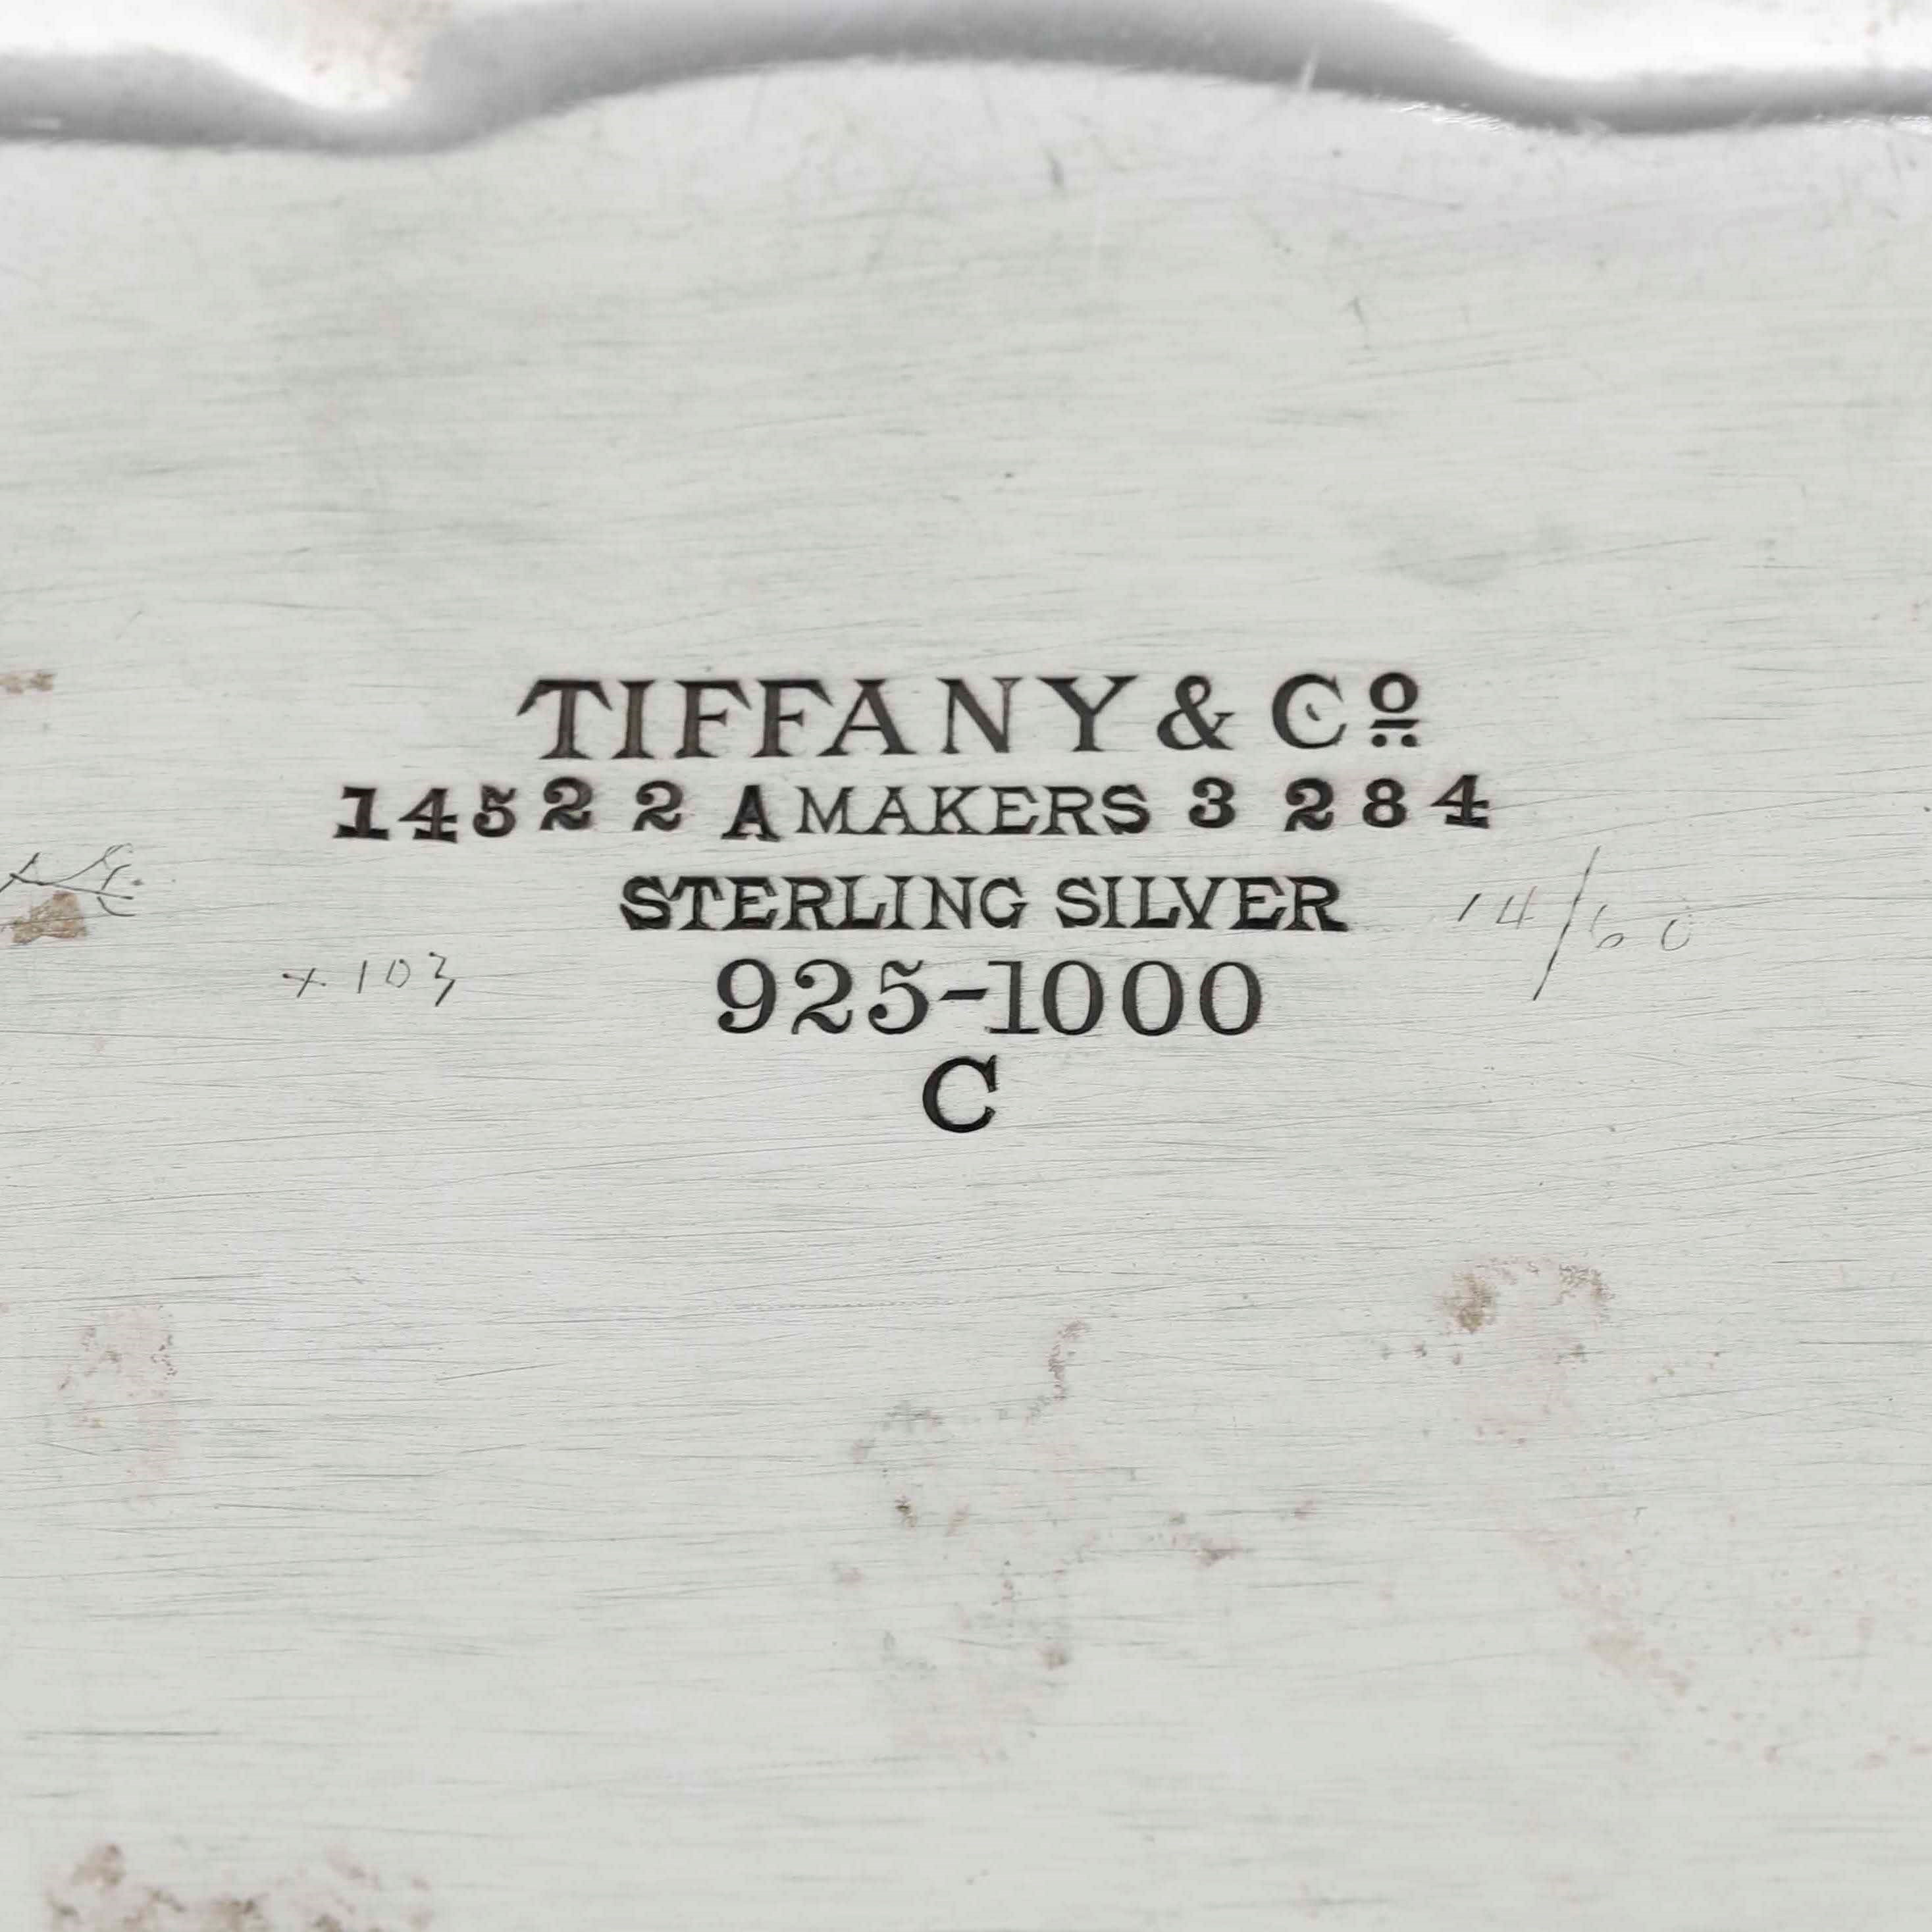 TIFFANY & Cº
14522 A MAKERS 3284
STERLING SILVER
14/60
x103
925-1000
C